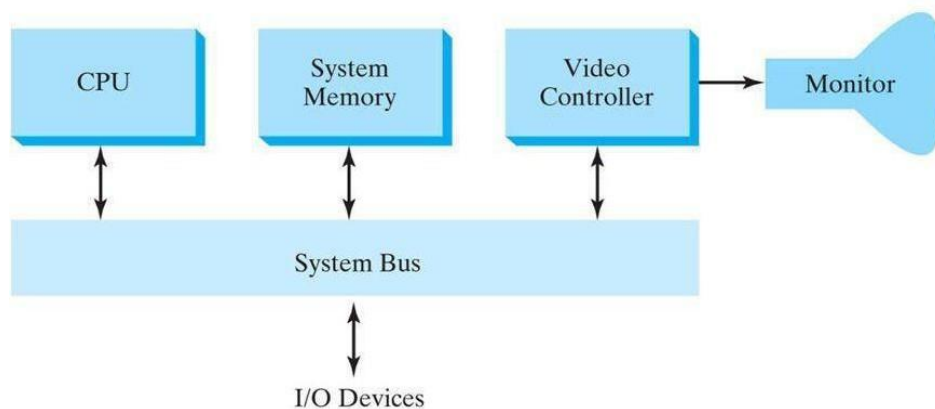 CPU
System
Memory
Video
Controller
Monitor
System Bus
I/O Devices